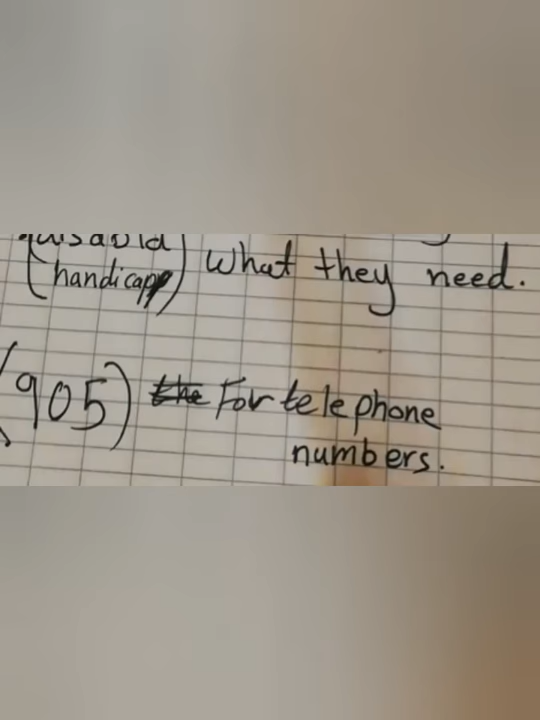 (handicapp) what they need.
(905) the For telephone
numbers.